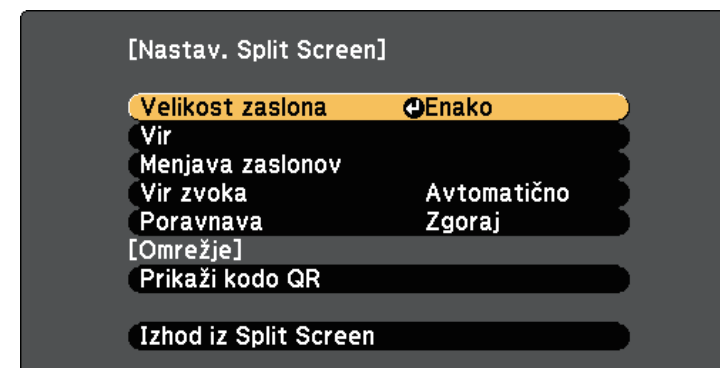 [Nastav. Split Screen]
Velikost zaslona Enako
Vir
Menjava zaslonov
Vir zvoka Avtomatično
Poravnava Zgoraj
[Omrežje]
Prikaži kodo QR
Izhod iz Split Screen